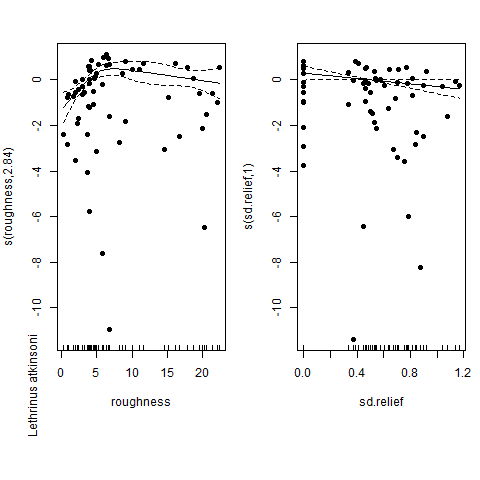 Lethrinus atkinsoni
s(roughness,2.84)
0
-2
-4
-6
-8
-10
0 5 10 15 20
roughness
s(sd.relief,1)
0
-2
-4
-6
-8
-10
0.0 0.4 0.8 1.2
sd.relief